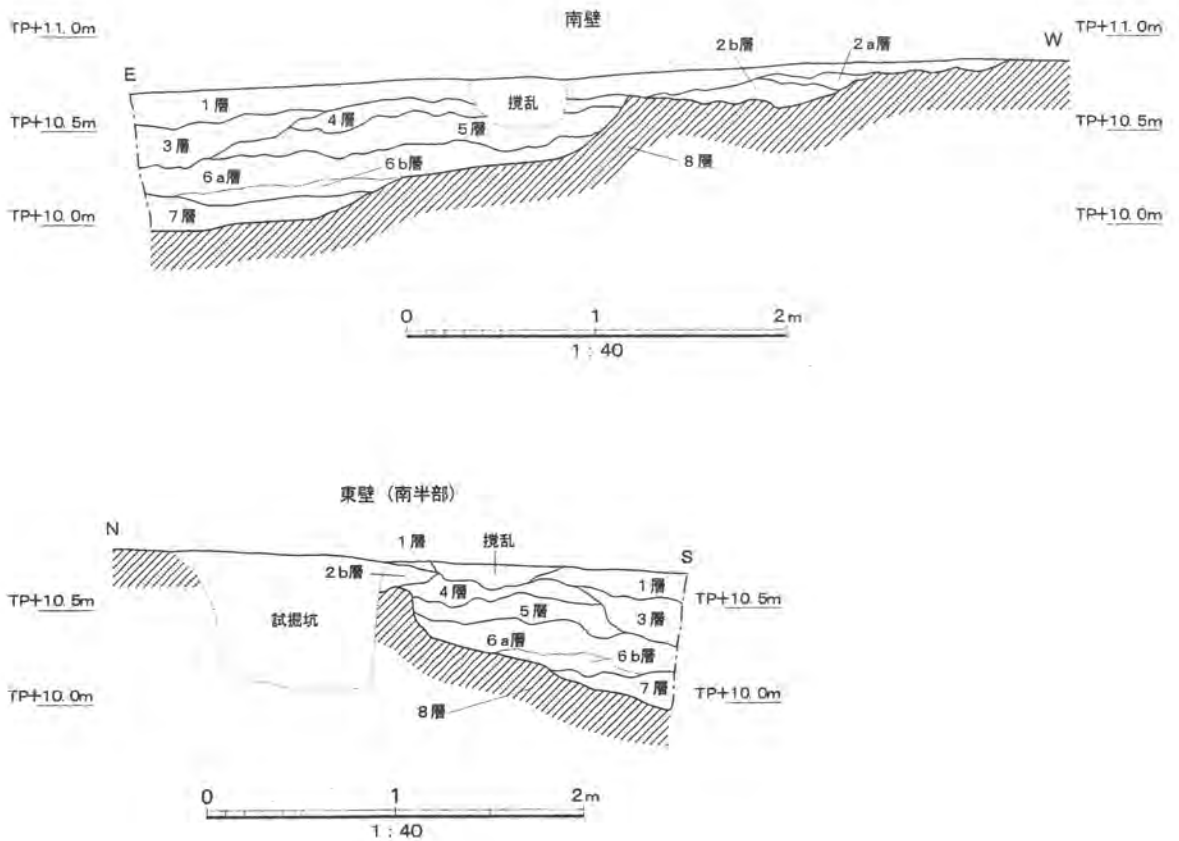 南壁
TP+11.0m
TP+11.0m
W
2b層
2a層
E
1層
撹乱
TP+10.5m
4層
5層
TP+10.5m
3層
6b層
8層
6a層
TP+10.0m
7層
TP+10.0m
0 1 2m
1:40
東壁(南半部)
N
1層
撹乱
S
2b層
1層
4層
TP+10.5m
TP+10.5m
試掘坑
5層
3層
6a層
6b層
7層
TP+10.0m
TP+10.0m
8層
0 1 2m
1:40